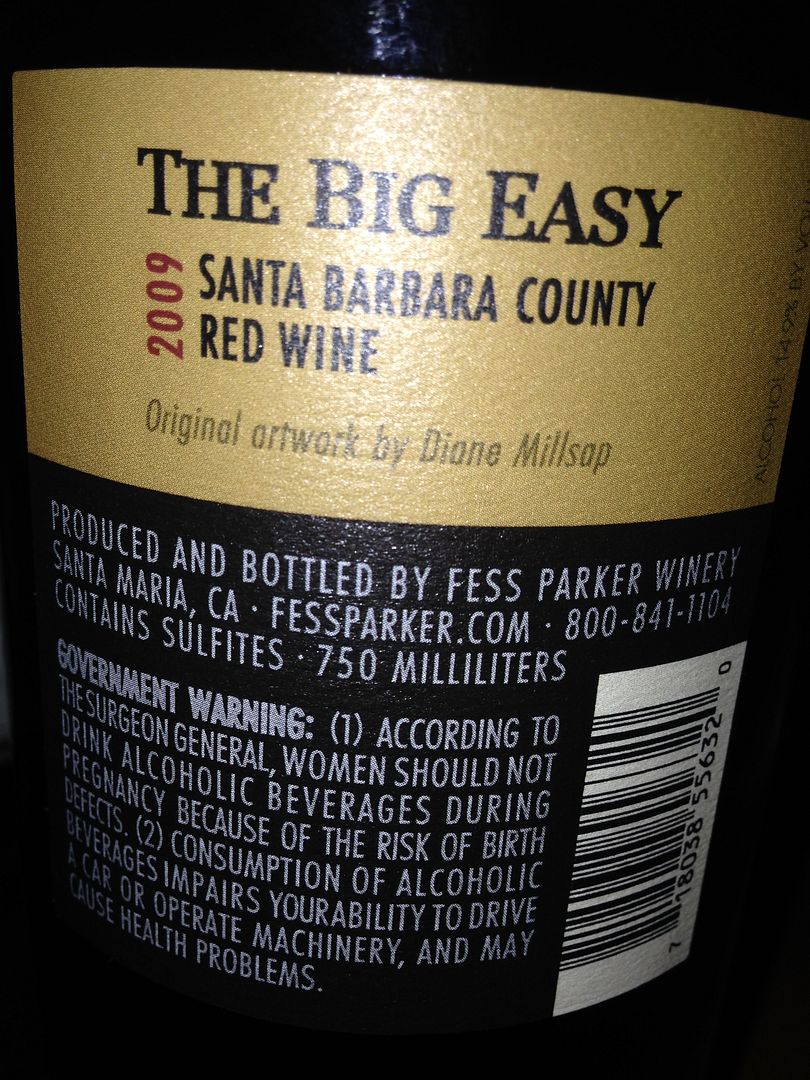 THE BIG EASY
2009
SANTA BARBARA COUNTY
RED WINE
Original artwork by Diane Millsap
ALCOHOL 14.9% BY
PRODUCED AND BOTTLED BY FESS PARKER WINERY
SANTA MARIA, CA · FESSPARKER.COM · 800-841-1104
CONTAINS SULFITES · 750 MILLILITERS
GOVERNMENT WARNING: (1) ACCORDING TO
THE SURGEON GENERAL, WOMEN SHOULD NOT
DRINK ALCOHOLIC BEVERAGES DURING
PREGNANCY BECAUSE OF THE RISK OF BIRTH
DEFECTS. (2) CONSUMPTION OF ALCOHOLIC
BEVERAGES IMPAIRS YOUR ABILITY TO DRIVE
A CAR OR OPERATE MACHINERY, AND MAY
CAUSE HEALTH PROBLEMS.
7 18038 55632 0